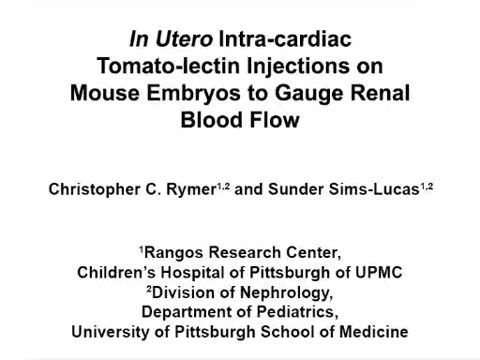 In Utero Intra-cardiac
Tomato-lectin Injections on
Mouse Embryos to Gauge Renal
Blood Flow
Christopher C. Rymer¹,² and Sunder Sims-Lucas¹,²
¹Rangos Research Center,
Children's Hospital of Pittsburgh of UPMC
²Division of Nephrology,
Department of Pediatrics,
University of Pittsburgh School of Medicine